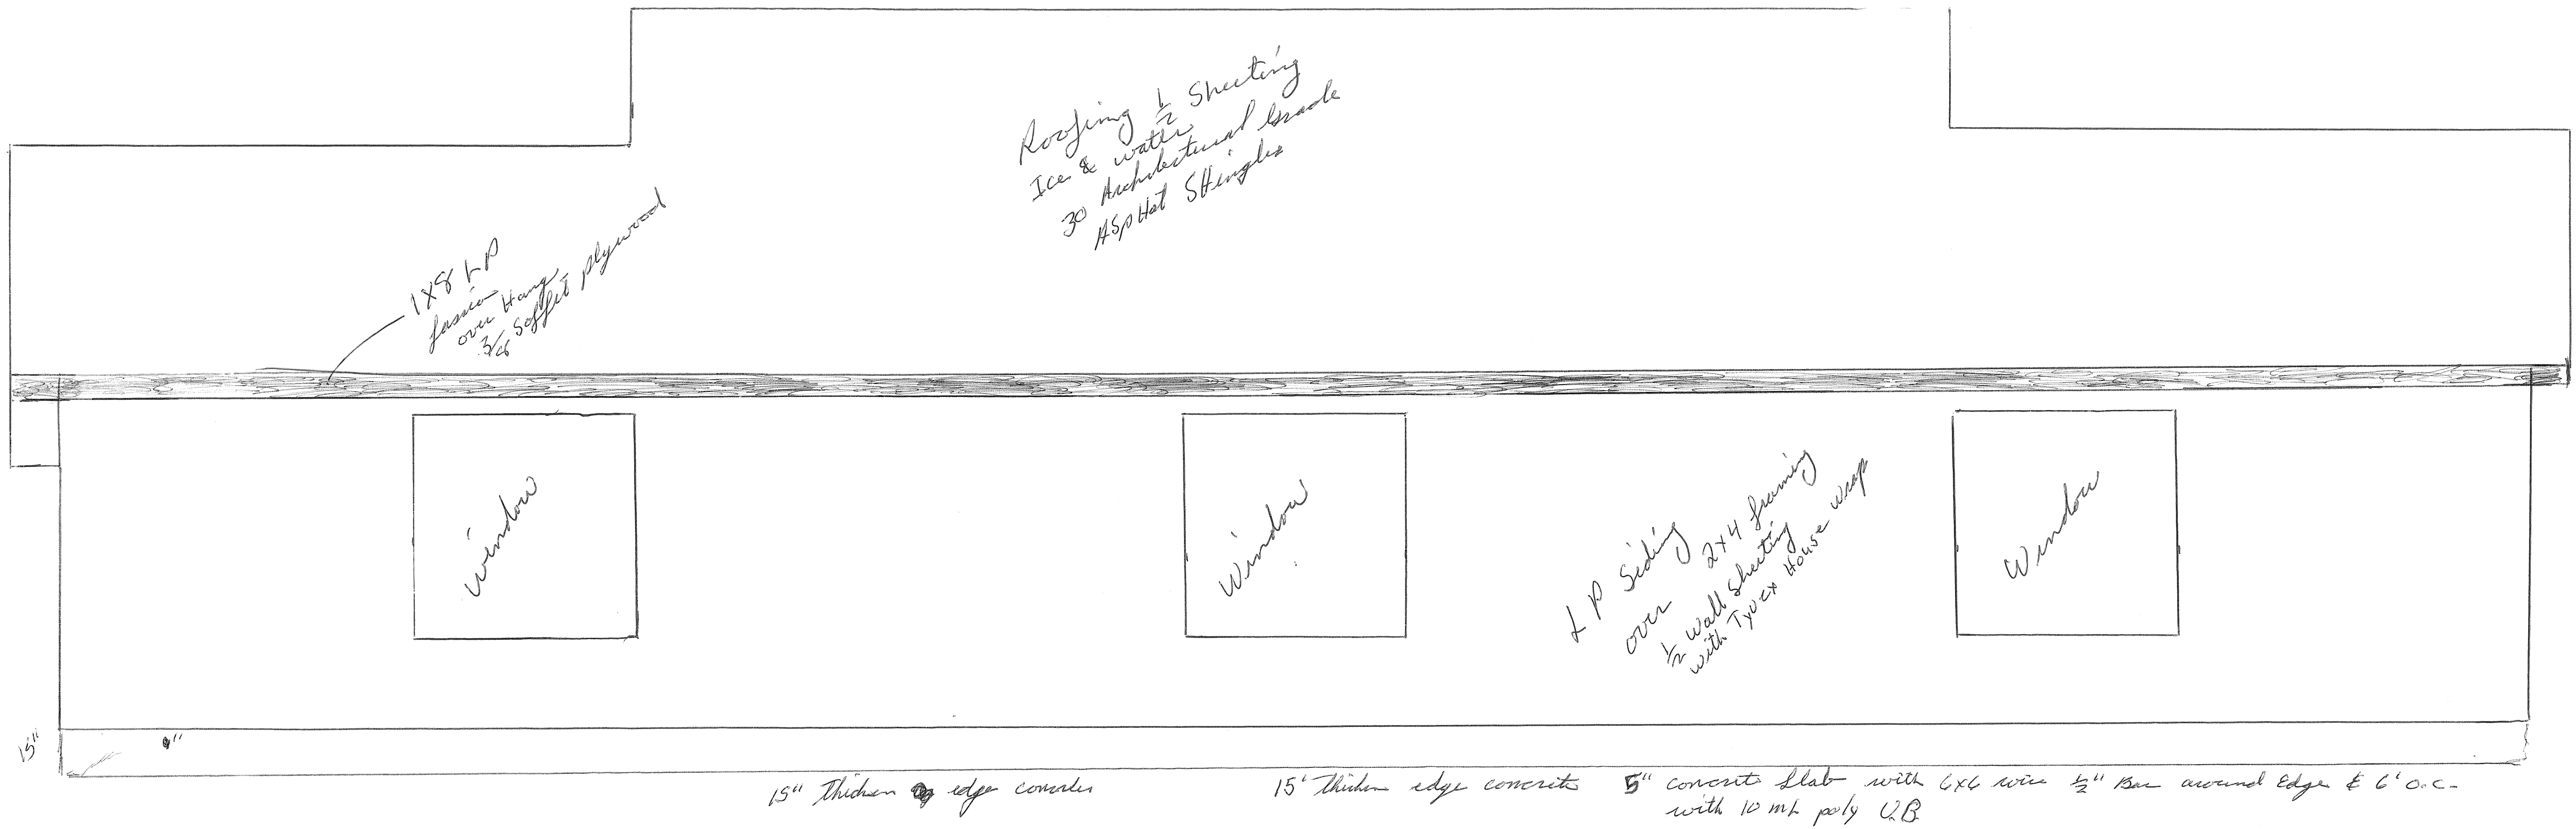 Roofing 1/2 Sheeting
Ice & water
30 Architectural Grade
ASpHat SHingles
1x8 LP
fasia
over Hang
3/8 Soffit plywood
Window
Window
Window
LP Siding
over 2x4 framing
1/2 wall Sheeting
with Tyvex House wrap
15"
15" Thicken edge concrete
15' Thicken edge concrete
5" concrete Slab with 6x6 wire 1/2" Bar around Edge & 6' O.C.
with 10 ML poly V.B.